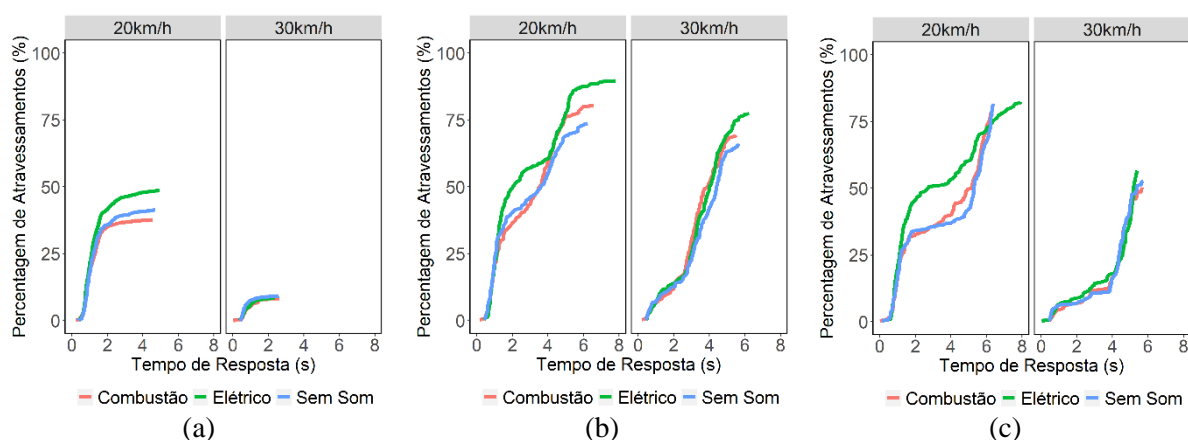 20km/h 30km/h
Percentagem de Atravessamentos (%)
100
75
50
25
0
0 2 4 6 8 0 2 4 6 8
Tempo de Resposta (s)
Combustão Elétrico Sem Som
(a)
20km/h 30km/h
Percentagem de Atravessamentos (%)
100
75
50
25
0
0 2 4 6 8 0 2 4 6 8
Tempo de Resposta (s)
Combustão Elétrico Sem Som
(b)
20km/h 30km/h
Percentagem de Atravessamentos (%)
100
75
50
25
0
0 2 4 6 8 0 2 4 6 8
Tempo de Resposta (s)
Combustão Elétrico Sem Som
(c)